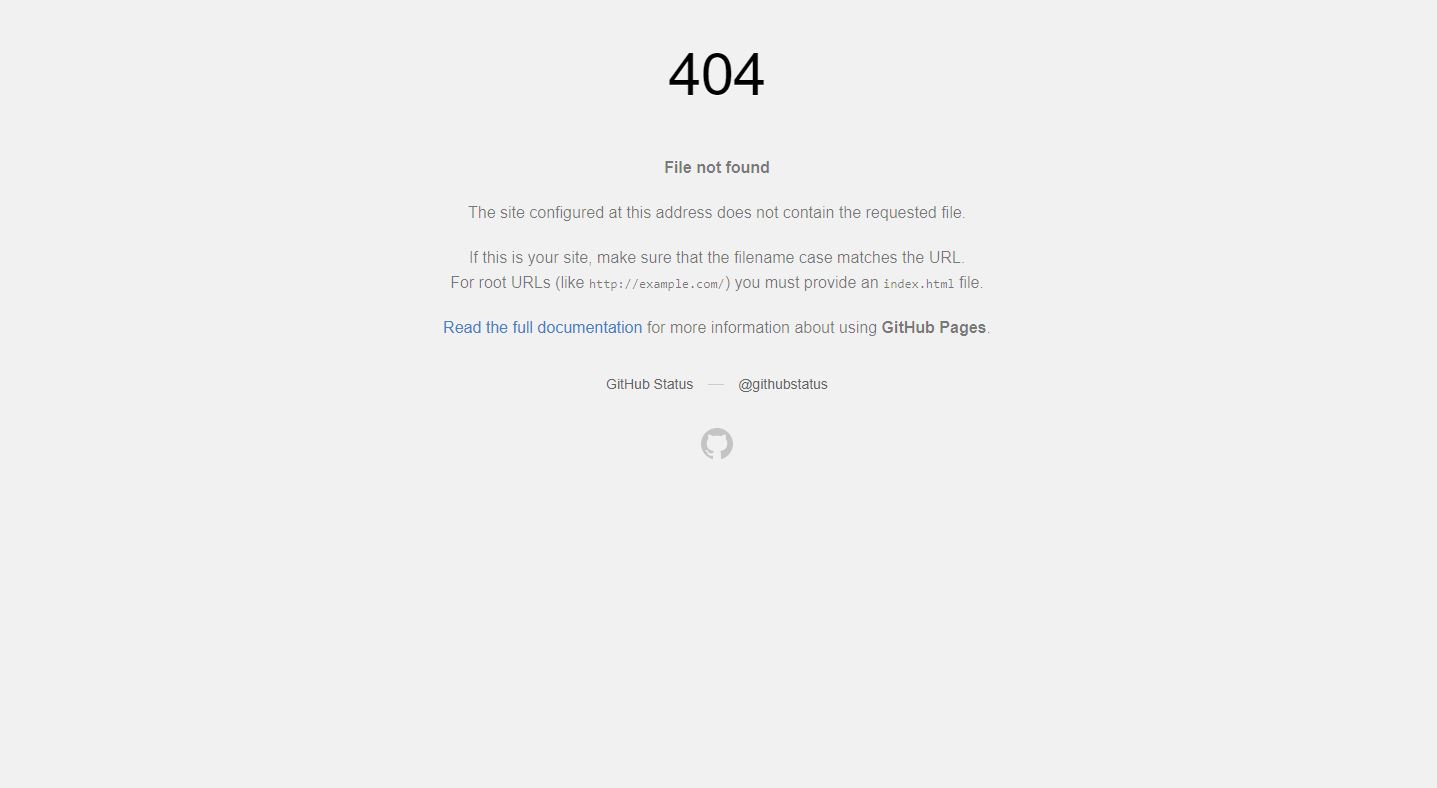 404
File not found
The site configured at this address does not contain the requested file.
If this is your site, make sure that the filename case matches the URL.
For root URLs (like http://example.com/) you must provide an index.html file.
Read the full documentation for more information about using GitHub Pages.
GitHub Status — @githubstatus